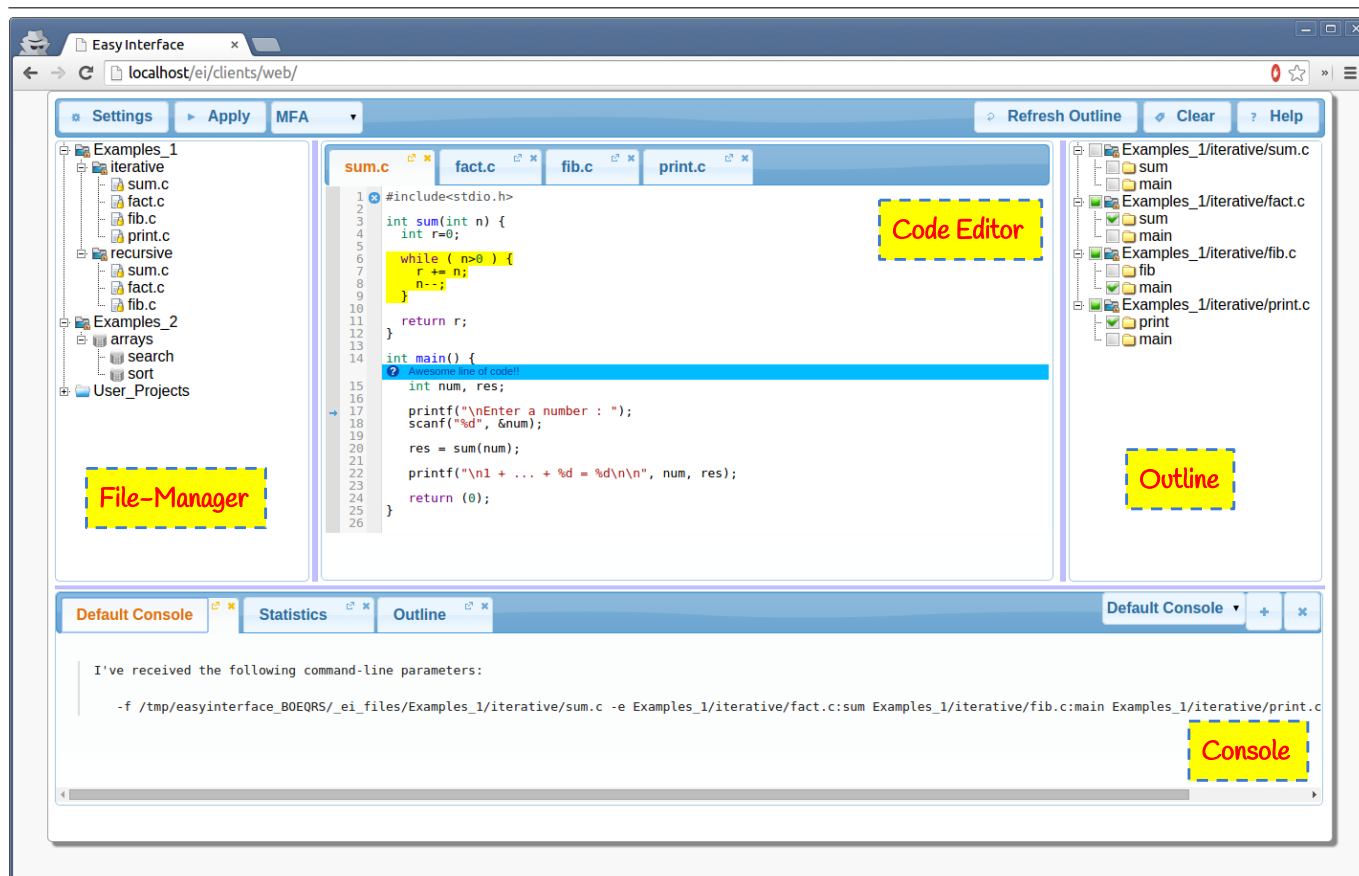 Easy Interface
localhost/ei/clients/web/
Settings Apply MFA Refresh Outline Clear Help
Examples_1
iterative
sum.c
fact.c
fib.c
print.c
recursive
sum.c
fact.c
fib.c
Examples_2
arrays
search
sort
User_Projects
File-Manager
sum.c fact.c fib.c print.c
1 #include<stdio.h>
2
3 int sum(int n) {
4 int r=0;
5
6 while ( n>0 ) {
7 r += n;
8 n--;
9 }
10
11 return r;
12 }
13
14 int main() {
? Awesome line of code!!
15 int num, res;
16
17 printf("\nEnter a number : ");
18 scanf("%d", &num);
19
20 res = sum(num);
21
22 printf("\n1 + ... + %d = %d\n\n", num, res);
23
24 return (0);
25 }
26
Code Editor
Examples_1/iterative/sum.c
sum
main
Examples_1/iterative/fact.c
sum
main
Examples_1/iterative/fib.c
fib
main
Examples_1/iterative/print.c
print
main
Outline
Default Console Statistics Outline Default Console
I've received the following command-line parameters:
-f /tmp/easyinterface_BOEQRS/_ei_files/Examples_1/iterative/sum.c -e Examples_1/iterative/fact.c:sum Examples_1/iterative/fib.c:main Examples_1/iterative/print.c
Console